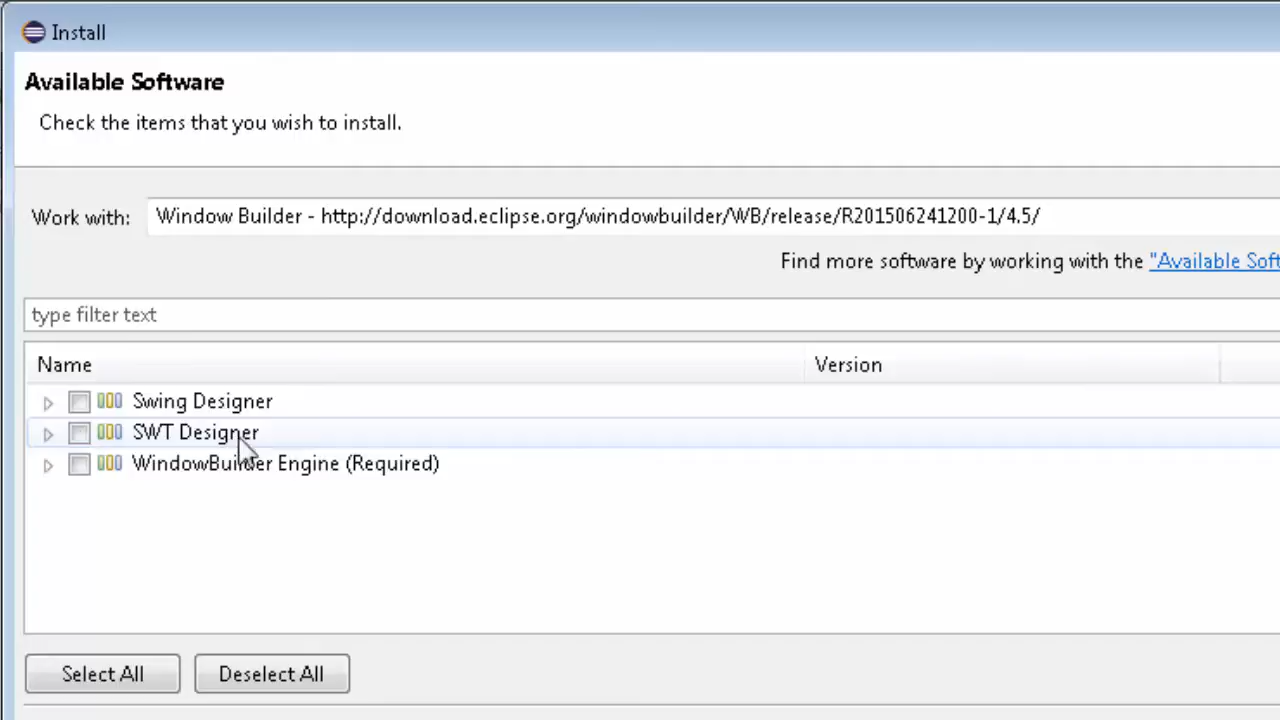 Install
Available Software
Check the items that you wish to install.
Work with: Window Builder - http://download.eclipse.org/windowbuilder/WB/release/R201506241200-1/4.5/
Find more software by working with the "Available Soft
type filter text
Name Version
Swing Designer
SWT Designer
WindowBuilder Engine (Required)
Select All Deselect All